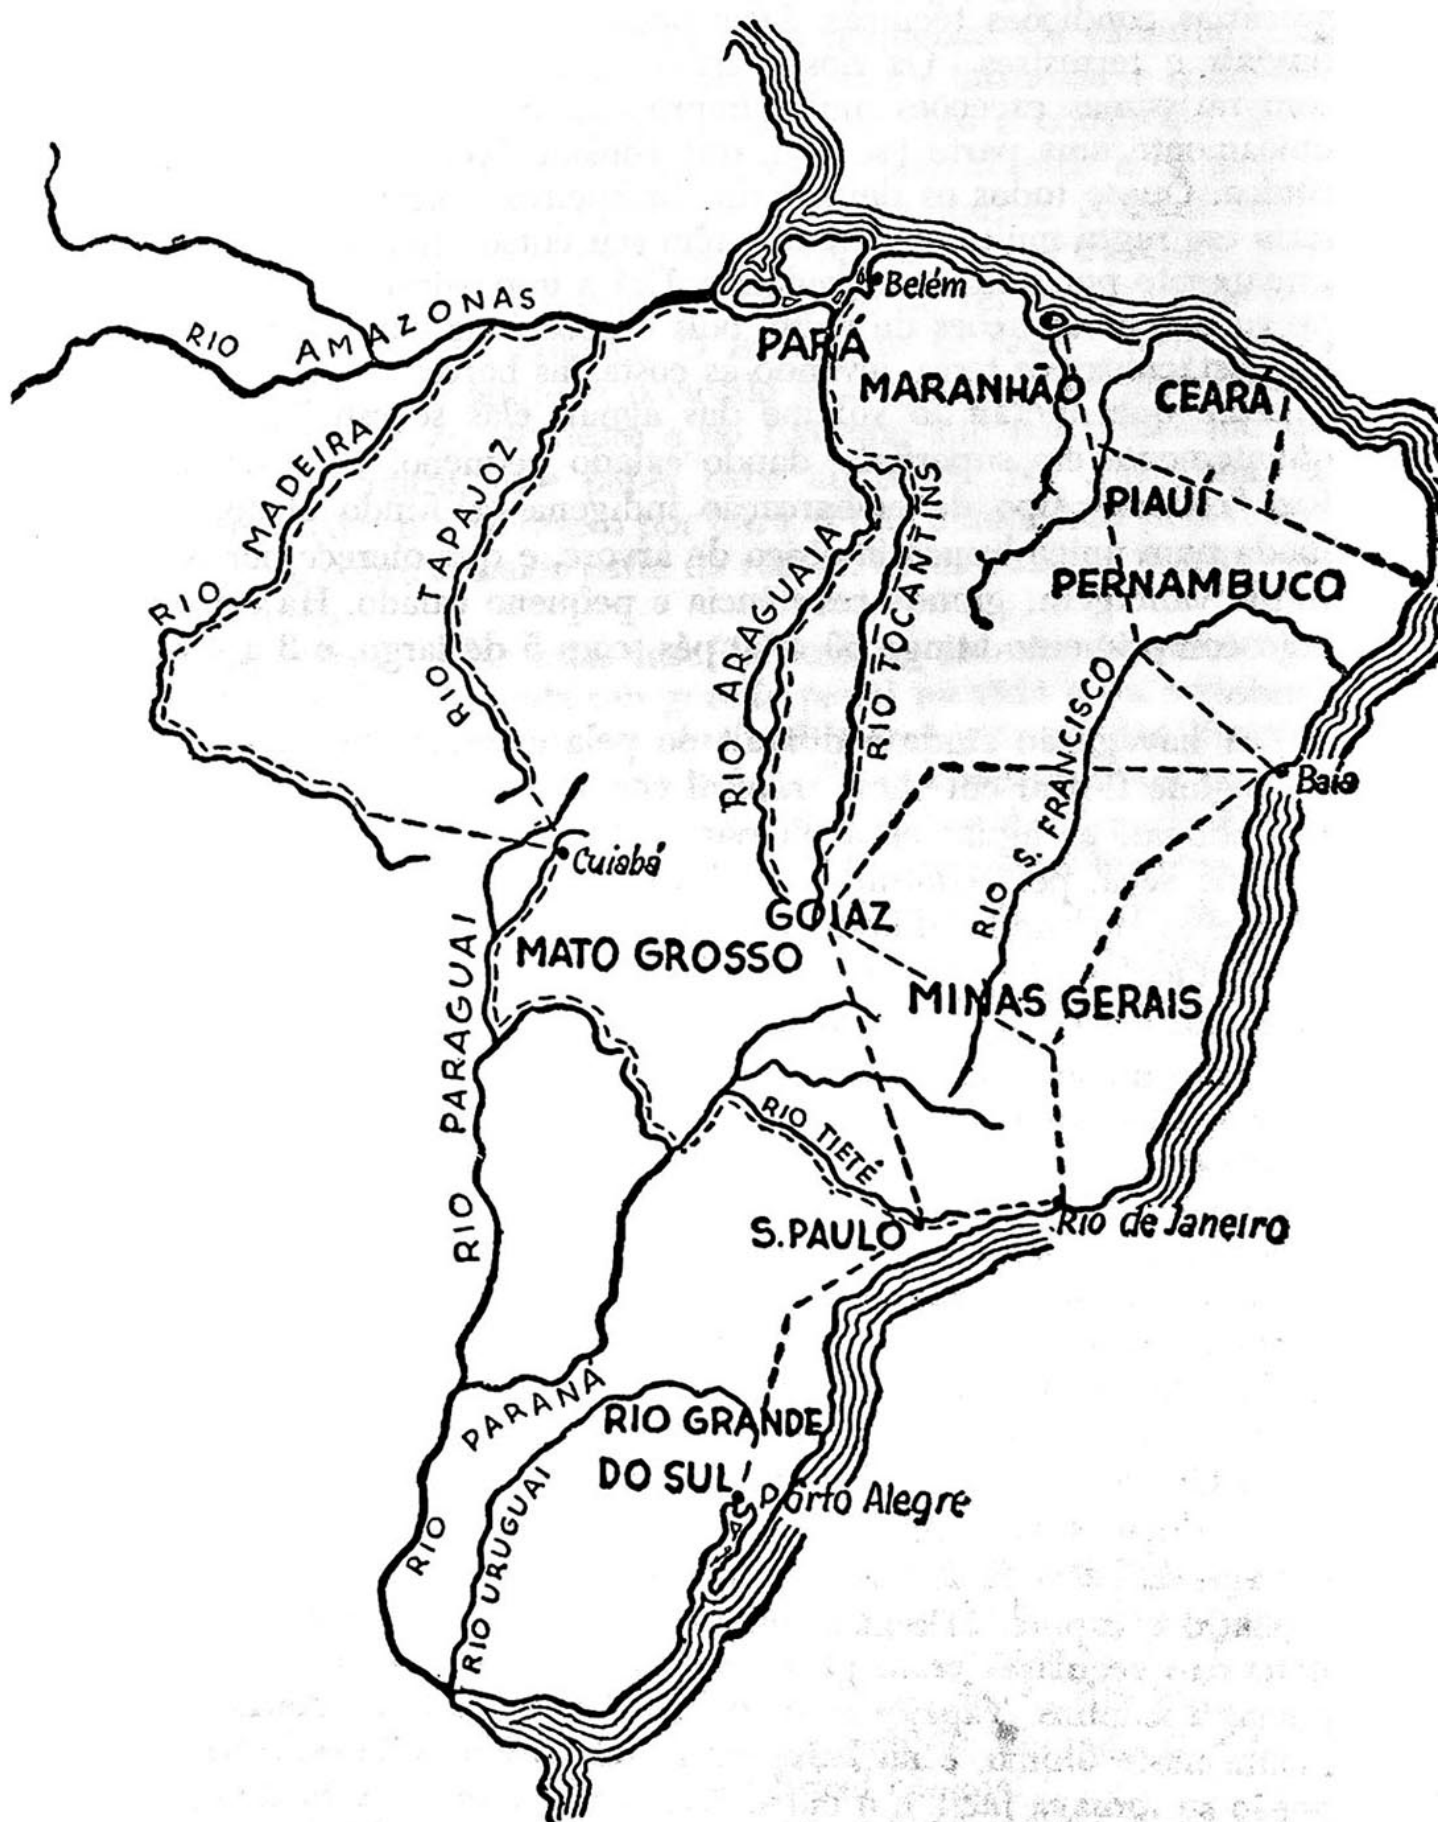 RIO AMAZONAS
Belém
PARÁ
MARANHÃO
CEARÁ
RIO MADEIRA
RIO TAPAJOZ
RIO ARAGUAIA
RIO TOCANTINS
PIAUÍ
PERNAMBUCO
RIO S. FRANCISCO
Baía
Cuiabá
GOIAZ
MATO GROSSO
MINAS GERAIS
RIO PARAGUAI
RIO TIETÉ
S. PAULO
Rio de Janeiro
RIO PARANÁ
RIO GRANDE
DO SUL
Pôrto Alegre
RIO URUGUAI